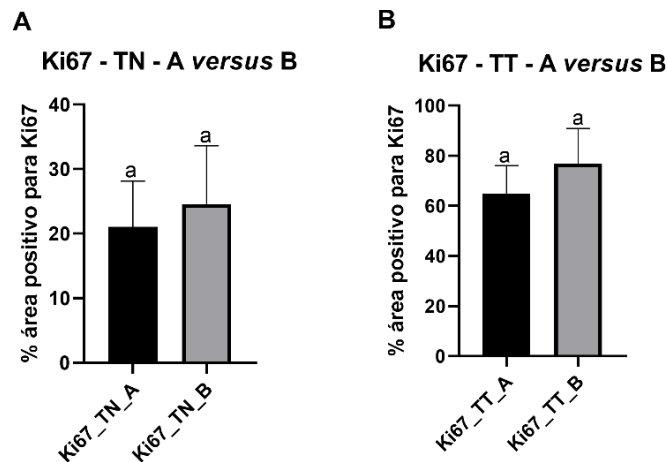 A
Ki67 - TN - A versus B
% área positivo para Ki67
40
30
20
10
0
a
a
Ki67_TN_A
Ki67_TN_B
B
Ki67 - TT - A versus B
% área positivo para Ki67
100
80
60
40
20
0
a
a
Ki67_TT_A
Ki67_TT_B